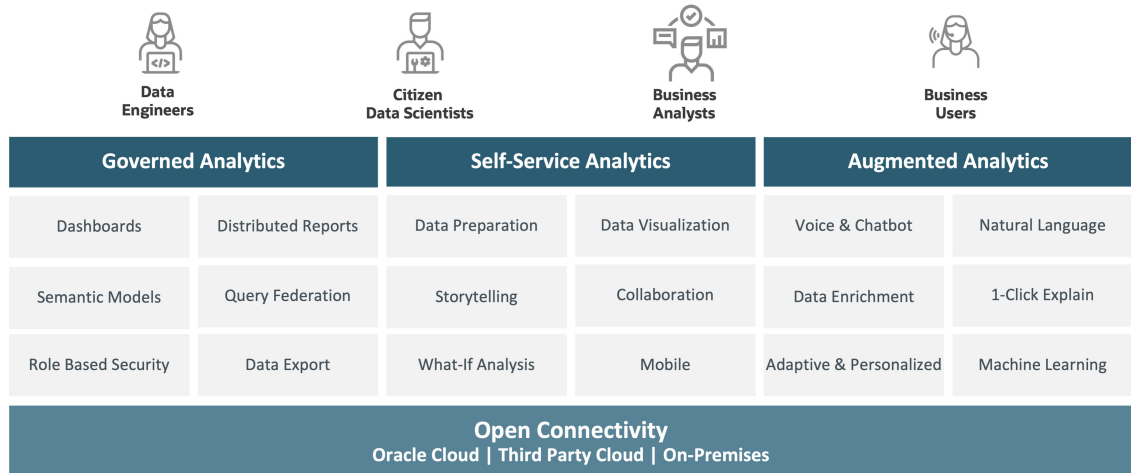 </>
Data
Engineers
Citizen
Data Scientists
Business
Analysts
Business
Users
Governed Analytics
Self-Service Analytics
Augmented Analytics
Dashboards
Distributed Reports
Data Preparation
Data Visualization
Voice & Chatbot
Natural Language
Semantic Models
Query Federation
Storytelling
Collaboration
Data Enrichment
1-Click Explain
Role Based Security
Data Export
What-If Analysis
Mobile
Adaptive & Personalized
Machine Learning
Open Connectivity
Oracle Cloud | Third Party Cloud | On-Premises